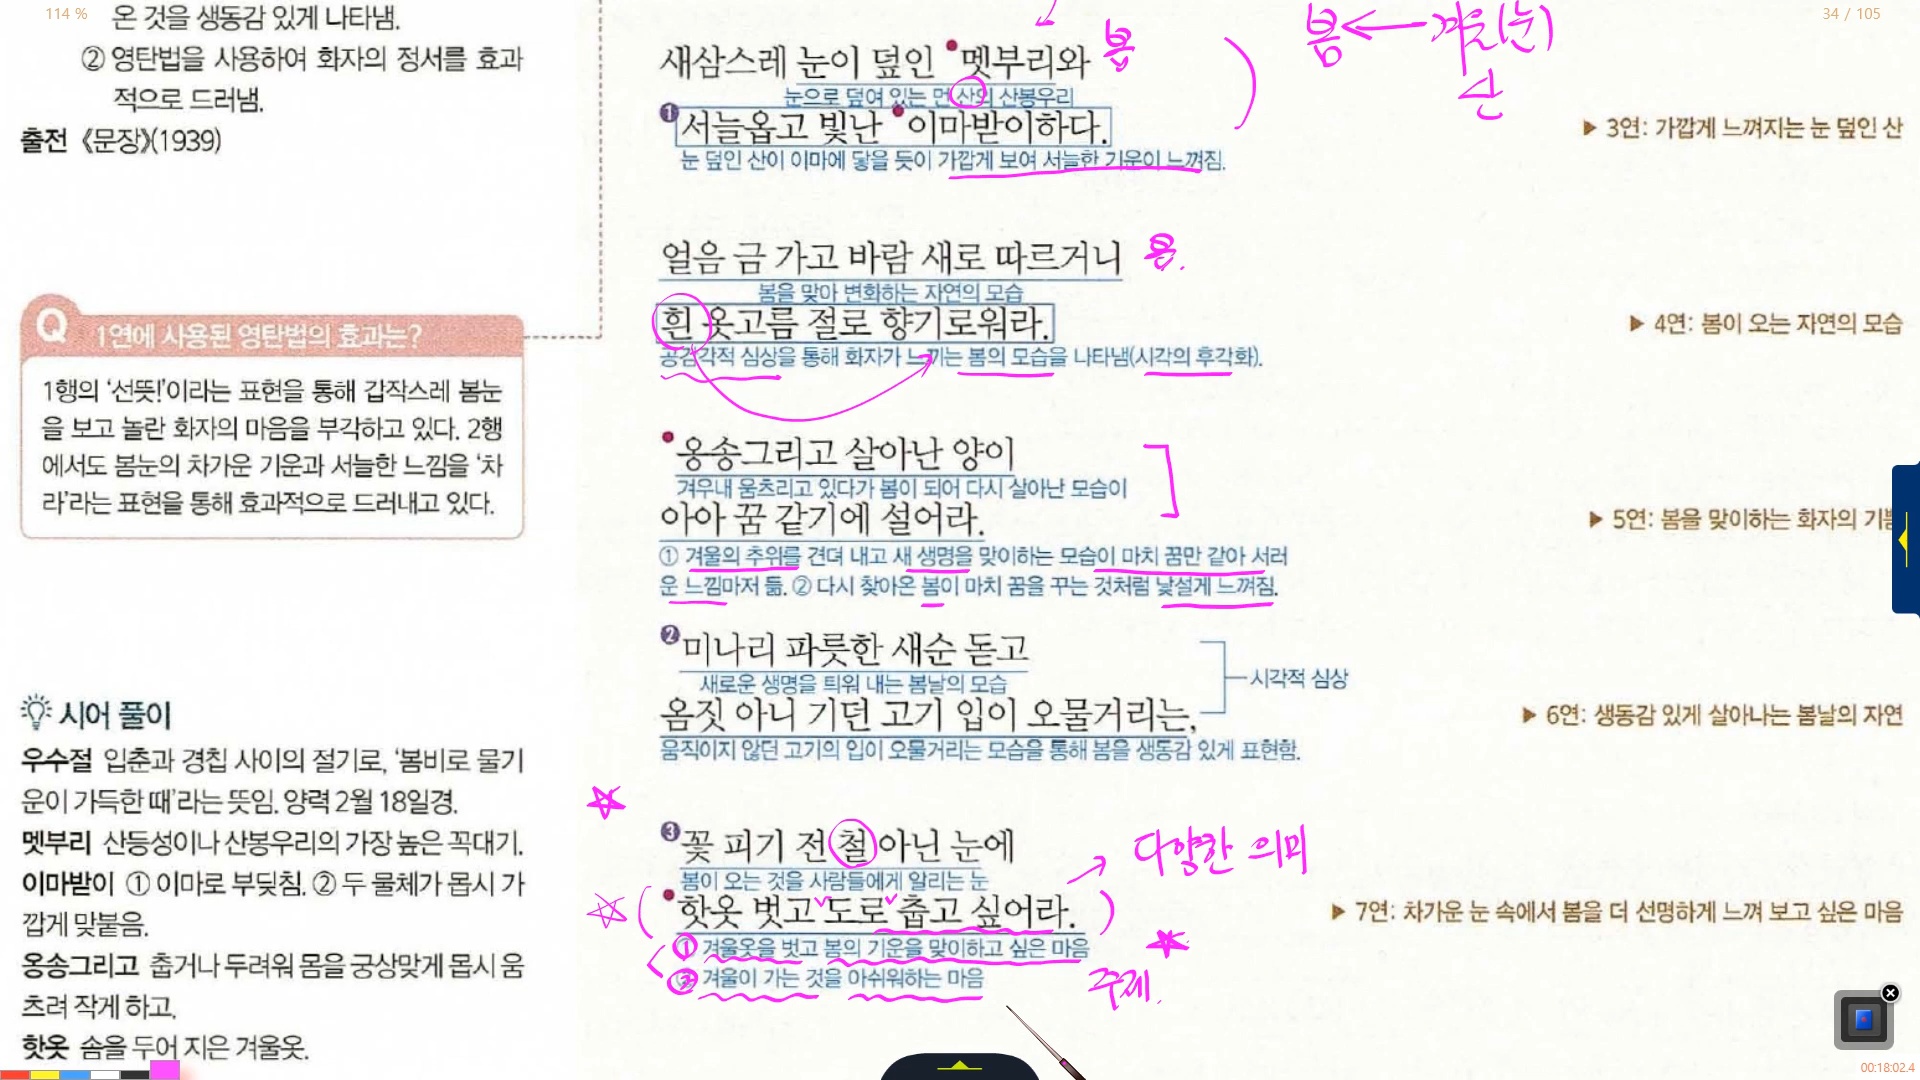 114 %
34 / 105
온 것을 생동감 있게 나타냄.
② 영탄법을 사용하여 화자의 정서를 효과
적으로 드러냄.
출전 《문장》(1939)
Q
1연에 사용된 영탄법의 효과는?
1행의 ‘선뜻!’이라는 표현을 통해 갑작스레 봄눈
을 보고 놀란 화자의 마음을 부각하고 있다. 2행
에서도 봄눈의 차가운 기운과 서늘한 느낌을 ‘차
라’라는 표현을 통해 효과적으로 드러내고 있다.
시어 풀이
우수절 입춘과 경칩 사이의 절기로, ‘봄비로 물기
운이 가득한 때’라는 뜻임. 양력 2월 18일경.
멧부리 산등성이나 산봉우리의 가장 높은 꼭대기.
이마받이 ① 이마로 부딪침. ② 두 물체가 몹시 가
깝게 맞붙음.
옹송그리고 춥거나 두려워 몸을 궁상맞게 몹시 움
츠려 작게 하고.
핫옷 솜을 두어 지은 겨울옷.
새삼스레 눈이 덮인 멧부리와 봄
눈으로 덮여 있는 먼 산의 산봉우리
봄 ← 겨울(눈)
산
❶ 서늘옵고 빛난 이마받이하다.
눈 덮인 산이 이마에 닿을 듯이 가깝게 보여 서늘한 기운이 느껴짐.
▶ 3연: 가깝게 느껴지는 눈 덮인 산
얼음 금 가고 바람 새로 따르거니 봄.
봄을 맞아 변화하는 자연의 모습
흰 옷고름 절로 향기로워라.
공감각적 심상을 통해 화자가 느끼는 봄의 모습을 나타냄(시각의 후각화).
▶ 4연: 봄이 오는 자연의 모습
옹송그리고 살아난 양이
겨우내 움츠리고 있다가 봄이 되어 다시 살아난 모습이
아아 꿈 같기에 설어라.
① 겨울의 추위를 견뎌 내고 새 생명을 맞이하는 모습이 마치 꿈만 같아 서러
운 느낌마저 듦. ② 다시 찾아온 봄이 마치 꿈을 꾸는 것처럼 낯설게 느껴짐.
▶ 5연: 봄을 맞이하는 화자의 기쁨
❷ 미나리 파릇한 새순 돋고
새로운 생명을 틔워 내는 봄날의 모습
시각적 심상
옴짓 아니 기던 고기 입이 오물거리는,
움직이지 않던 고기의 입이 오물거리는 모습을 통해 봄을 생동감 있게 표현함.
▶ 6연: 생동감 있게 살아나는 봄날의 자연
❸ 꽃 피기 전 철 아닌 눈에
봄이 오는 것을 사람들에게 알리는 눈
다양한 의미
핫옷 벗고 도로 춥고 싶어라.
① 겨울옷을 벗고 봄의 기운을 맞이하고 싶은 마음
② 겨울이 가는 것을 아쉬워하는 마음
주제.
▶ 7연: 차가운 눈 속에서 봄을 더 선명하게 느껴 보고 싶은 마음
00:18:02.4